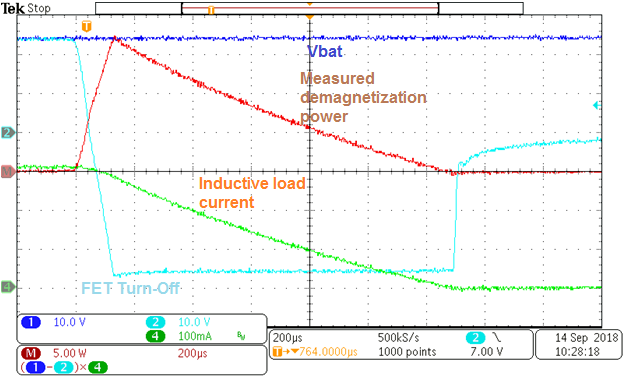 Tek Stop
T
T
Vbat
Measured
demagnetization
power
2
M
Inductive load
current
FET Turn-Off
4
1 10.0 V 2 10.0 V
4 100mA BW
M 5.00 W 200µs
(1-2)×4
200µs 500kS/s 2 7.00 V
T→▼764.0000µs 1000 points
14 Sep 2018
10:28:18